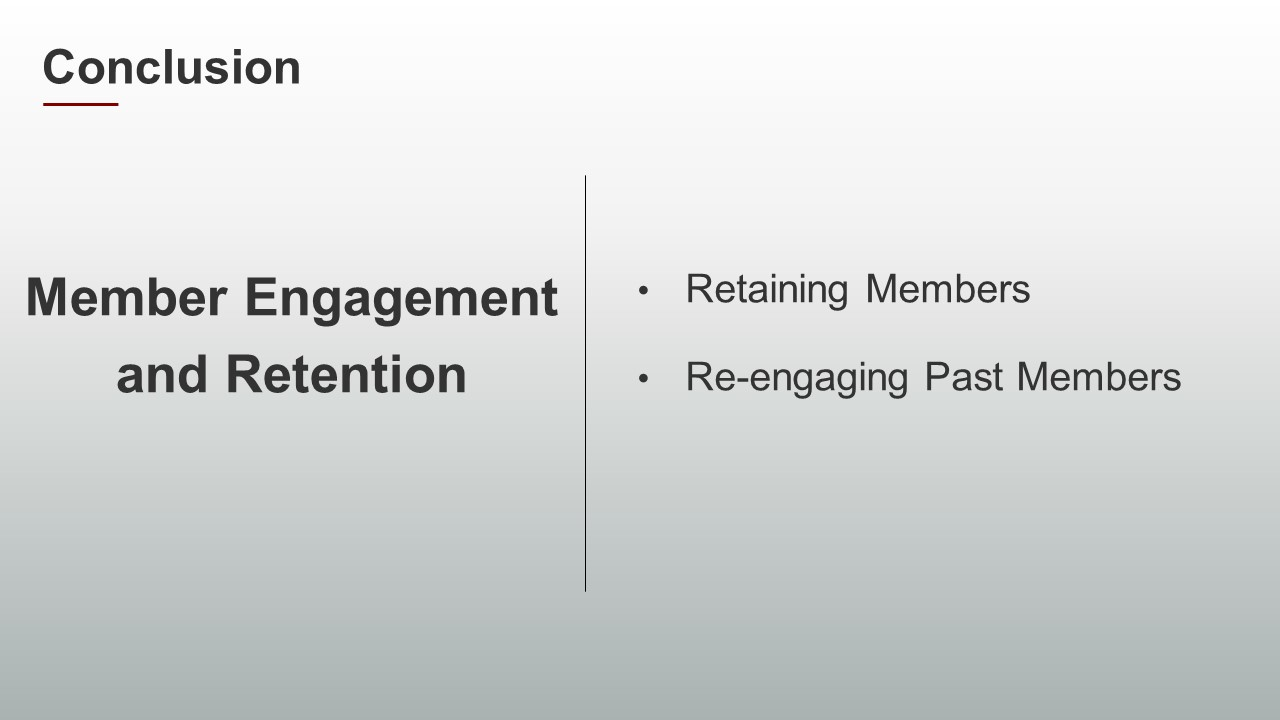 Conclusion
Member Engagement
and Retention
• Retaining Members
• Re-engaging Past Members